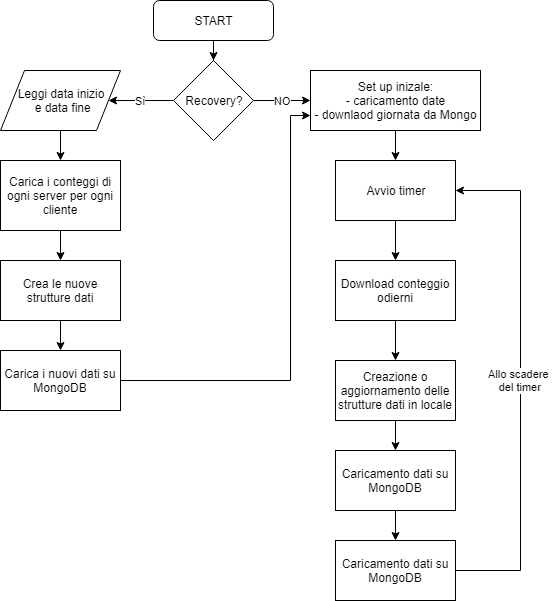 START
Recovery?
Sì
NO
Leggi data inizio
e data fine
Carica i conteggi di
ogni server per ogni
cliente
Crea le nuove
strutture dati
Carica i nuovi dati su
MongoDB
Set up inizale:
- caricamento date
- downlaod giornata da Mongo
Avvio timer
Download conteggio
odierni
Creazione o
aggiornamento delle
strutture dati in locale
Caricamento dati su
MongoDB
Caricamento dati su
MongoDB
Allo scadere
del timer